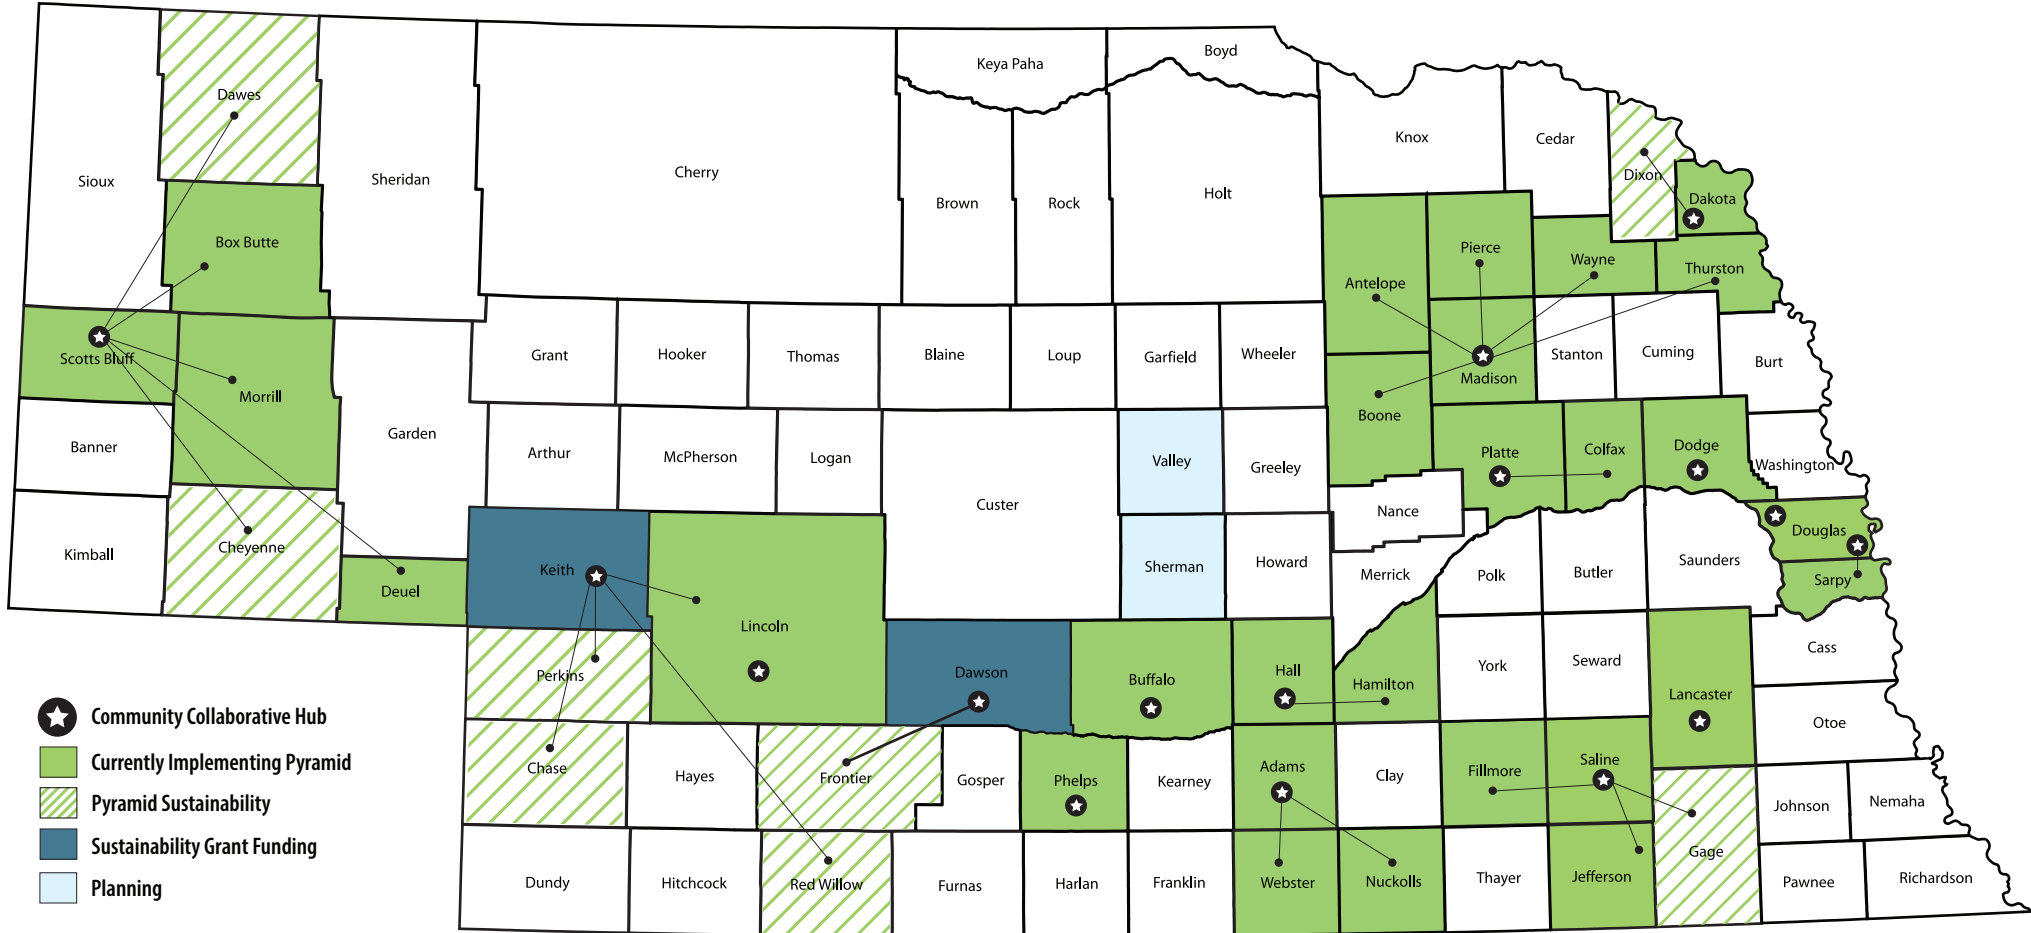 Boyd
Keya Paha
Dawes
Knox
Cedar
Cherry
Dixon
Sioux
Sheridan
Holt
Dakota
Brown
Rock
Box Butte
Pierce
Wayne
Thurston
Antelope
Grant
Hooker
Thomas
Blaine
Loup
Garfield
Wheeler
Stanton
Cuming
Burt
Scotts Bluff
Madison
Morrill
Boone
Garden
Banner
Arthur
McPherson
Logan
Valley
Greeley
Platte
Colfax
Dodge
Washington
Custer
Nance
Douglas
Kimball
Cheyenne
Keith
Sherman
Howard
Merrick
Polk
Butler
Saunders
Sarpy
Deuel
Lincoln
Cass
Perkins
Dawson
Buffalo
Hall
Hamilton
York
Seward
Lancaster
Otoe
Chase
Hayes
Frontier
Gosper
Phelps
Kearney
Adams
Clay
Fillmore
Saline
Johnson
Nemaha
Dundy
Hitchcock
Red Willow
Furnas
Harlan
Franklin
Webster
Nuckolls
Thayer
Jefferson
Gage
Pawnee
Richardson
Community Collaborative Hub
Currently Implementing Pyramid
Pyramid Sustainability
Sustainability Grant Funding
Planning